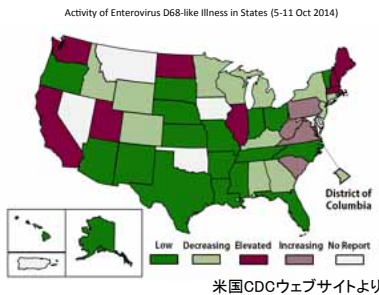 Activity of Enterovirus D68-like Illness in States (5-11 Oct 2014)
District of
Columbia
Low Decreasing Elevated Increasing No Report
米国CDCウェブサイトより